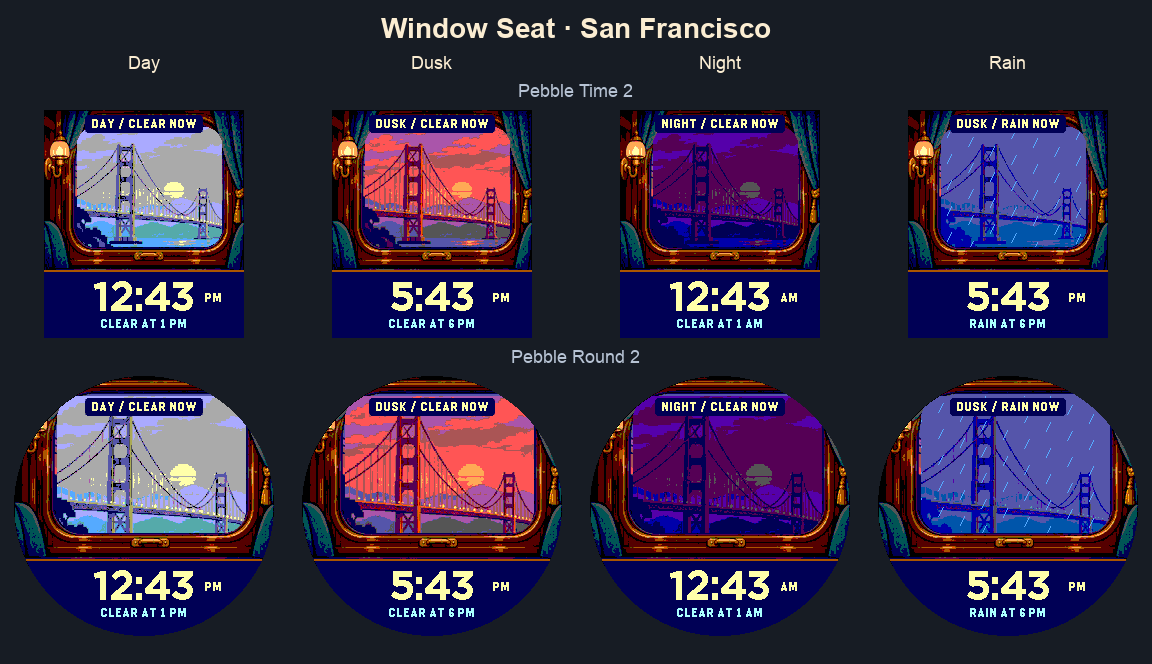 Window Seat · San Francisco
Day Dusk Night Rain
Pebble Time 2
DAY / CLEAR NOW DUSK / CLEAR NOW NIGHT / CLEAR NOW DUSK / RAIN NOW
12:43 PM 5:43 PM 12:43 AM 5:43 PM
CLEAR AT 1 PM CLEAR AT 6 PM CLEAR AT 1 AM RAIN AT 6 PM
Pebble Round 2
DAY / CLEAR NOW DUSK / CLEAR NOW NIGHT / CLEAR NOW DUSK / RAIN NOW
12:43 PM 5:43 PM 12:43 AM 5:43 PM
CLEAR AT 1 PM CLEAR AT 6 PM CLEAR AT 1 AM RAIN AT 6 PM